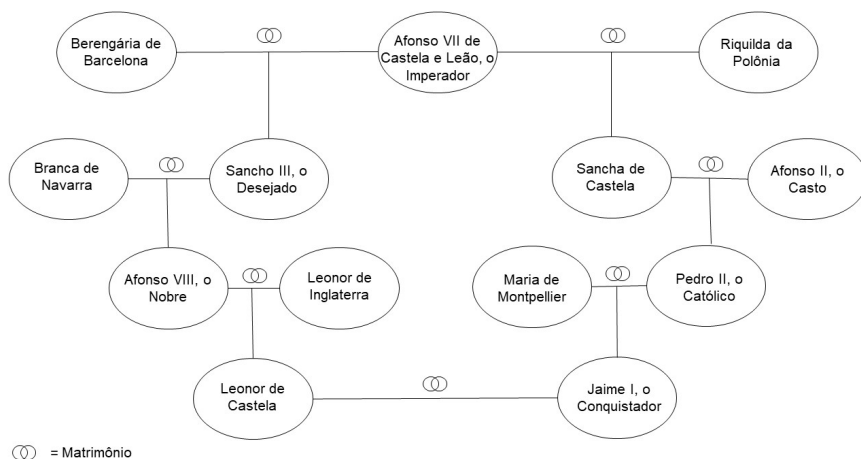 Berengária de
Barcelona
Afonso VII de
Castela e Leão, o
Imperador
Riquilda da
Polônia
Branca de
Navarra
Sancho III, o
Desejado
Sancha de
Castela
Afonso II, o
Casto
Afonso VIII, o
Nobre
Leonor de
Inglaterra
Maria de
Montpellier
Pedro II, o
Católico
Leonor de
Castela
Jaime I, o
Conquistador
= Matrimônio